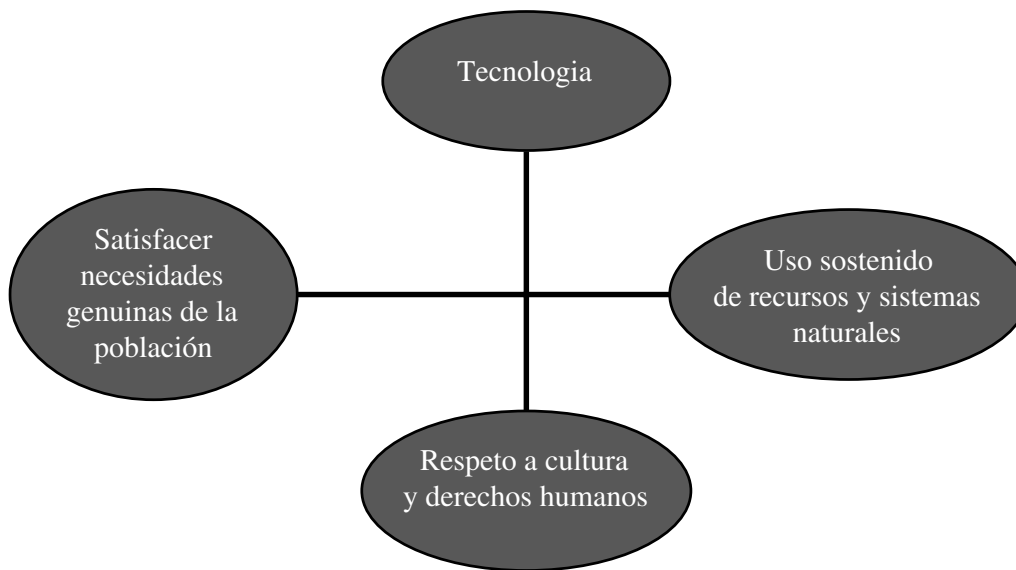 Tecnologia
Satisfacer
necesidades
genuinas de la
población
Uso sostenido
de recursos y sistemas
naturales
Respeto a cultura
y derechos humanos